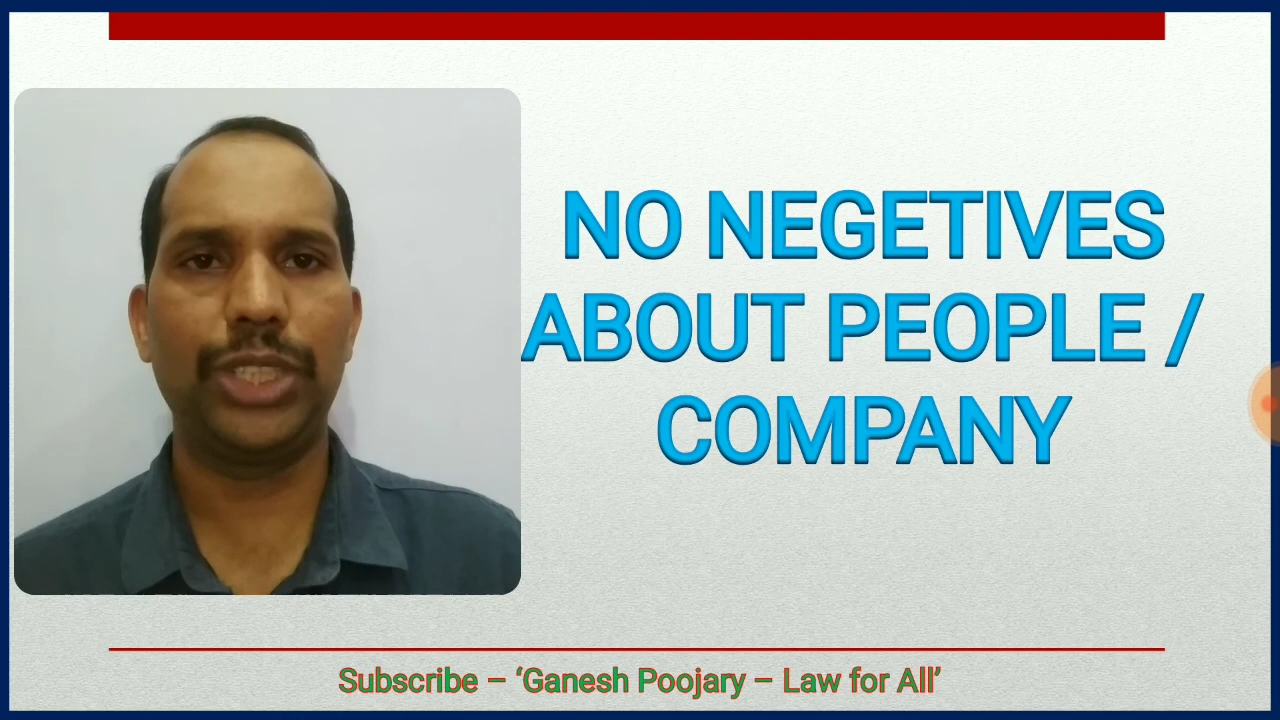 NO NEGETIVES
ABOUT PEOPLE /
COMPANY
Subscribe – ‘Ganesh Poojary – Law for All’